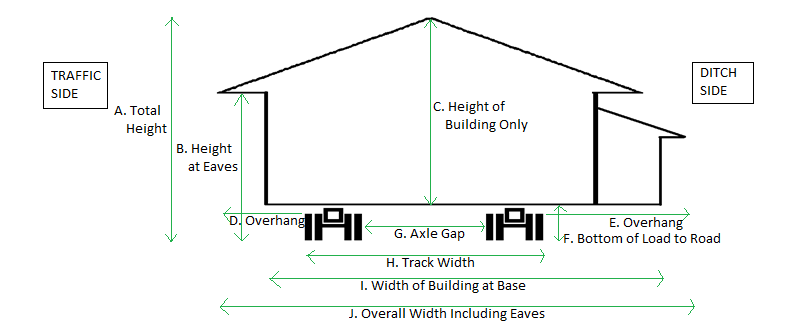 TRAFFIC
SIDE
DITCH
SIDE
A. Total
Height
C. Height of
Building Only
B. Height
at Eaves
D. Overhang
E. Overhang
G. Axle Gap
F. Bottom of Load to Road
H. Track Width
I. Width of Building at Base
J. Overall Width Including Eaves